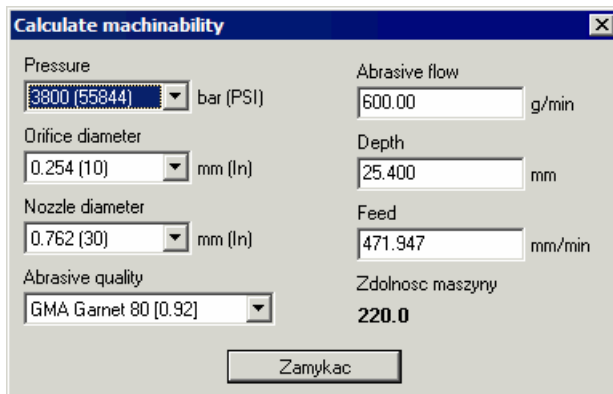 Calculate machinability
Pressure
3800 (55844) bar (PSI)
Orifice diameter
0.254 (10) mm (In)
Nozzle diameter
0.762 (30) mm (In)
Abrasive quality
GMA Garnet 80 [0.92]
Abrasive flow
600.00 g/min
Depth
25.400 mm
Feed
471.947 mm/min
Zdolnosc maszyny
220.0
Zamykac